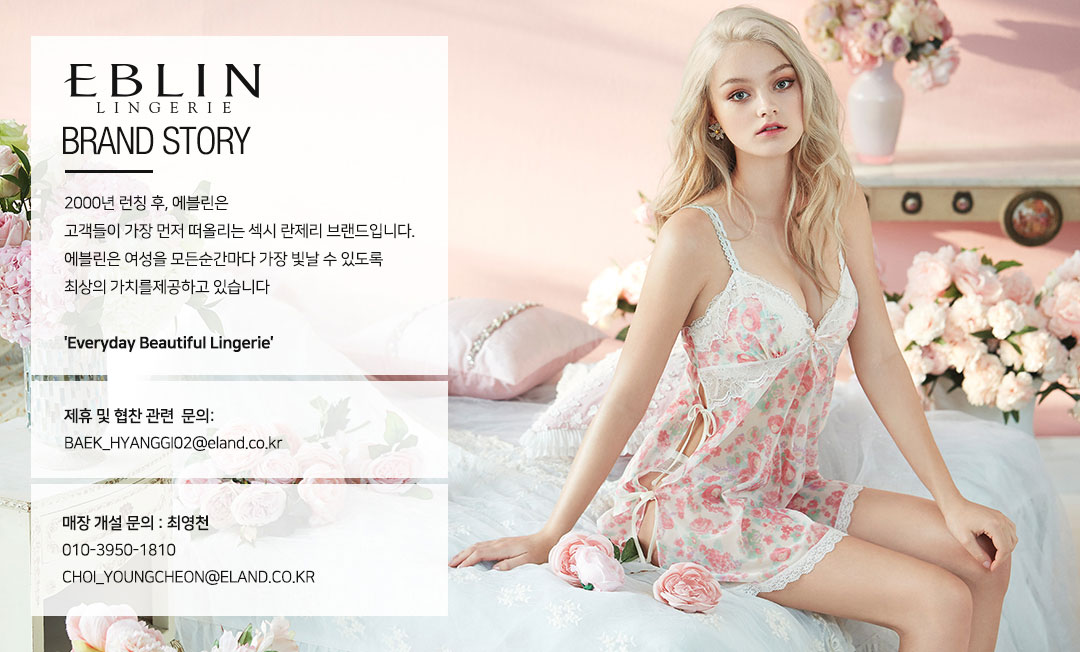 EBLIN
LINGERIE
BRAND STORY
2000년 런칭 후, 에블린은
고객들이 가장 먼저 떠올리는 섹시 란제리 브랜드입니다.
에블린은 여성을 모든순간마다 가장 빛날 수 있도록
최상의 가치를제공하고 있습니다
'Everyday Beautiful Lingerie'
제휴 및 협찬 관련 문의:
BAEK_HYANGGI02@eland.co.kr
매장 개설 문의 : 최영천
010-3950-1810
CHOI_YOUNGCHEON@ELAND.CO.KR